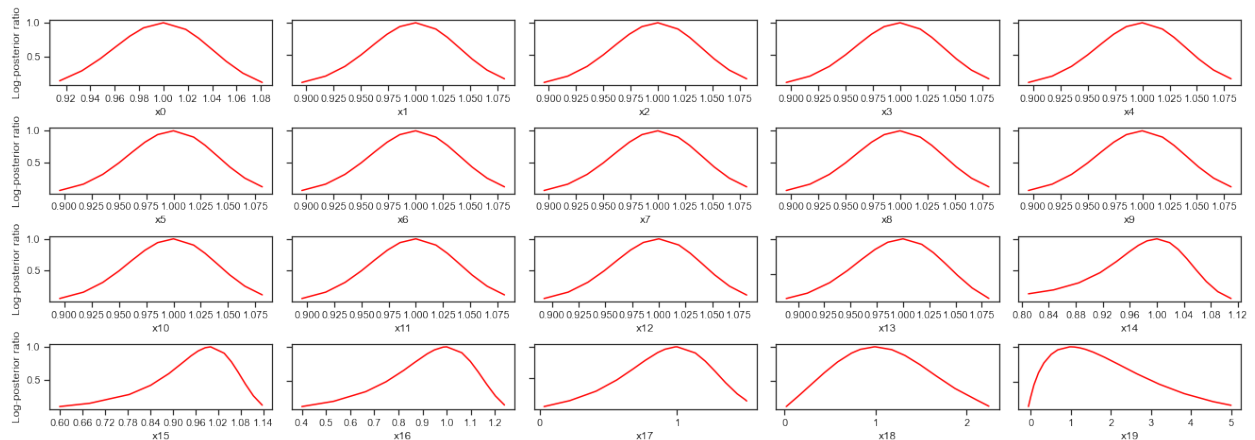 Log-posterior ratio
1.0
0.5
0.92 0.94 0.96 0.98 1.00 1.02 1.04 1.06 1.08
x0
0.900 0.925 0.950 0.975 1.000 1.025 1.050 1.075
x1
0.900 0.925 0.950 0.975 1.000 1.025 1.050 1.075
x2
0.900 0.925 0.950 0.975 1.000 1.025 1.050 1.075
x3
0.900 0.925 0.950 0.975 1.000 1.025 1.050 1.075
x4
Log-posterior ratio
1.0
0.5
0.900 0.925 0.950 0.975 1.000 1.025 1.050 1.075
x5
0.900 0.925 0.950 0.975 1.000 1.025 1.050 1.075
x6
0.900 0.925 0.950 0.975 1.000 1.025 1.050 1.075
x7
0.900 0.925 0.950 0.975 1.000 1.025 1.050 1.075
x8
0.900 0.925 0.950 0.975 1.000 1.025 1.050 1.075
x9
Log-posterior ratio
1.0
0.5
0.900 0.925 0.950 0.975 1.000 1.025 1.050 1.075
x10
0.900 0.925 0.950 0.975 1.000 1.025 1.050 1.075
x11
0.900 0.925 0.950 0.975 1.000 1.025 1.050 1.075
x12
0.900 0.925 0.950 0.975 1.000 1.025 1.050 1.075
x13
0.80 0.84 0.88 0.92 0.96 1.00 1.04 1.08 1.12
x14
Log-posterior ratio
1.0
0.5
0.60 0.66 0.72 0.78 0.84 0.90 0.96 1.02 1.08 1.14
x15
0.4 0.5 0.6 0.7 0.8 0.9 1.0 1.1 1.2
x16
0 1
x17
0 1 2
x18
0 1 2 3 4 5
x19